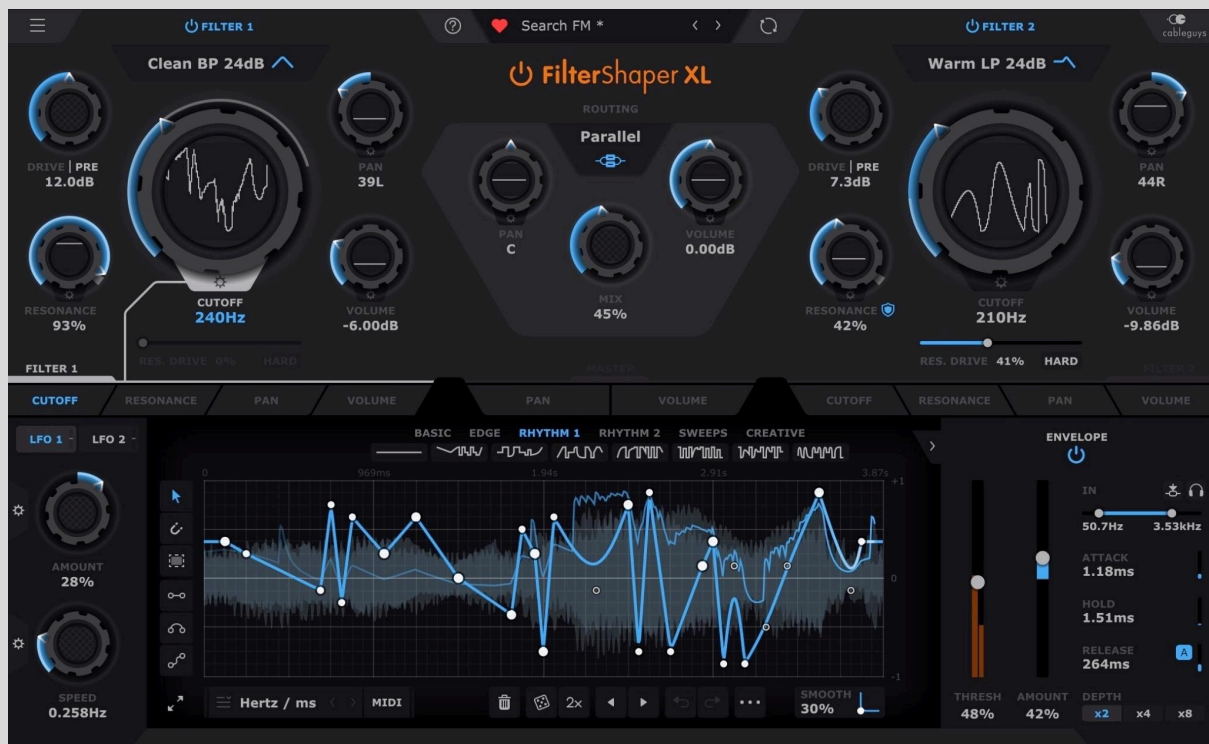 FILTER 1
Search FM *
FILTER 2
cableguys
Clean BP 24dB
FilterShaper XL
Warm LP 24dB
ROUTING
Parallel
DRIVE | PRE
12.0dB
PAN
39L
PAN
C
VOLUME
0.00dB
DRIVE | PRE
7.3dB
PAN
44R
RESONANCE
93%
CUTOFF
240Hz
VOLUME
-6.00dB
MIX
45%
RESONANCE
42%
CUTOFF
210Hz
VOLUME
-9.86dB
RES. DRIVE 0% HARD
RES. DRIVE 41% HARD
FILTER 1
MASTER
FILTER 2
CUTOFF RESONANCE PAN VOLUME PAN VOLUME CUTOFF RESONANCE PAN VOLUME
LFO 1 - LFO 2 -
BASIC EDGE RHYTHM 1 RHYTHM 2 SWEEPS CREATIVE
ENVELOPE
0 969ms 1.94s 2.91s 3.87s
+1
0
-1
AMOUNT
28%
SPEED
0.258Hz
IN
50.7Hz 3.53kHz
ATTACK
1.18ms
HOLD
1.51ms
RELEASE A
264ms
THRESH
48%
AMOUNT
42%
DEPTH
x2 x4 x8
Hertz / ms
MIDI
2x
SMOOTH
30%